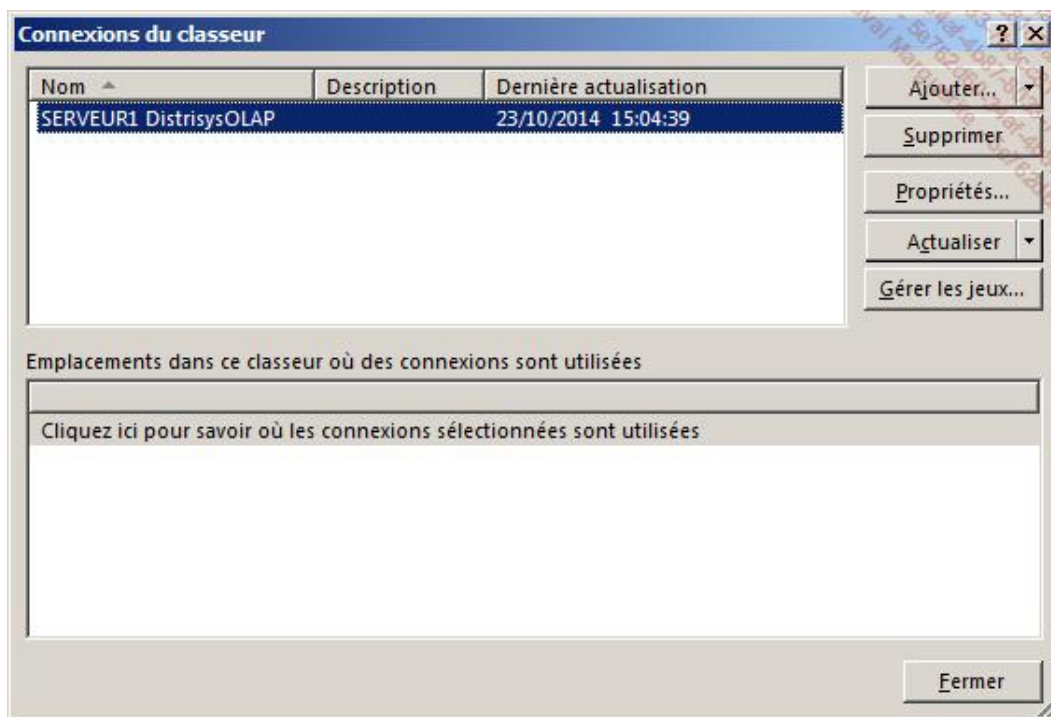 Connexions du classeur
Nom Description Dernière actualisation
SERVEUR1 DistrisysOLAP 23/10/2014 15:04:39
Ajouter...
Supprimer
Propriétés...
Actualiser
Gérer les jeux...
Emplacements dans ce classeur où des connexions sont utilisées
Cliquez ici pour savoir où les connexions sélectionnées sont utilisées
Fermer